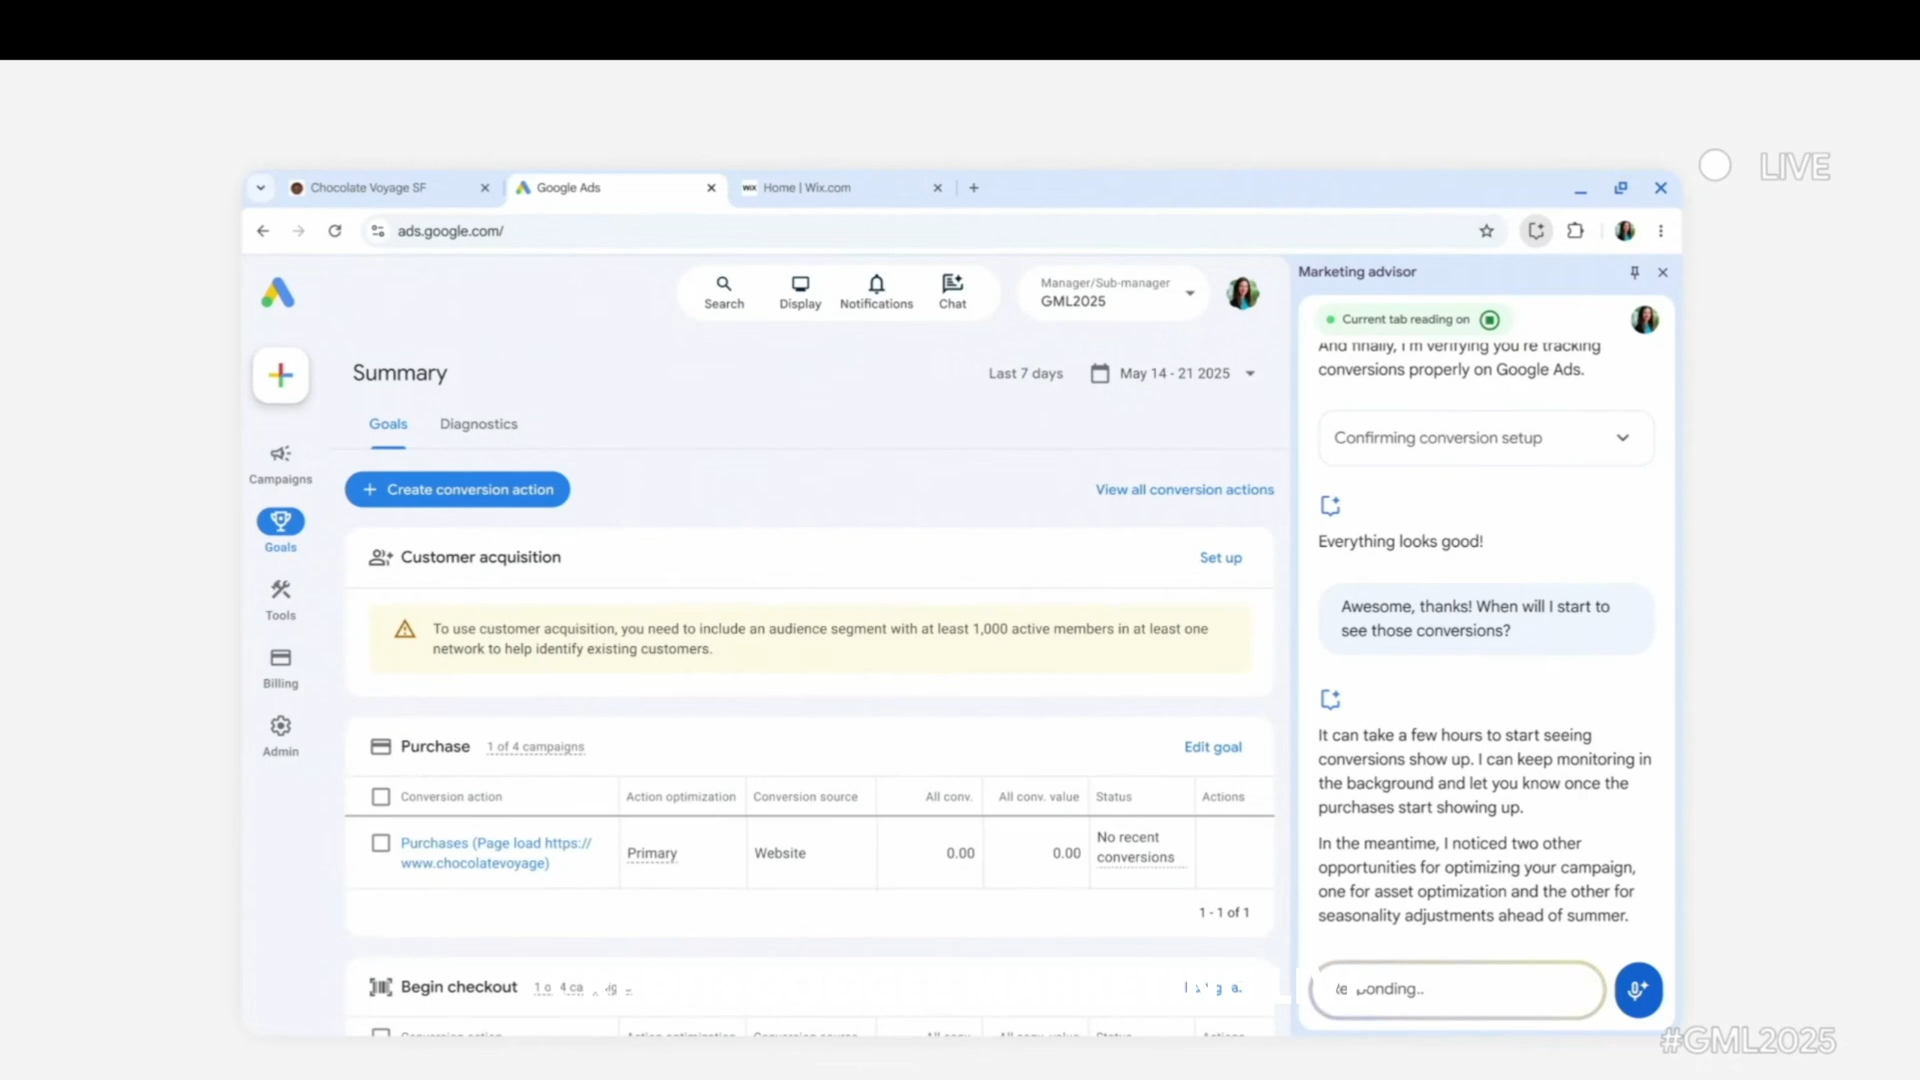 LIVE
Chocolate Voyage SF
Google Ads
WiX Home | Wix.com
ads.google.com/
Search
Display
Notifications
Chat
Manager/Sub-manager
GML2025
Summary
Last 7 days
May 14 - 21 2025
Goals
Diagnostics
Create conversion action
View all conversion actions
Campaigns
Goals
Tools
Billing
Admin
Customer acquisition
Set up
To use customer acquisition, you need to include an audience segment with at least 1,000 active members in at least one
network to help identify existing customers.
Purchase 1 of 4 campaigns
Edit goal
Conversion action Action optimization Conversion source All conv. All conv. value Status Actions
Purchases (Page load https://
www.chocolatevoyage)
Primary
Website
0.00
0.00
No recent
conversions
1 - 1 of 1
Begin checkout
Marketing advisor
Current tab reading on
And finally, I'm verifying you're tracking
conversions properly on Google Ads.
Confirming conversion setup
Everything looks good!
Awesome, thanks! When will I start to
see those conversions?
It can take a few hours to start seeing
conversions show up. I can keep monitoring in
the background and let you know once the
purchases start showing up.
In the meantime, I noticed two other
opportunities for optimizing your campaign,
one for asset optimization and the other for
seasonality adjustments ahead of summer.
#GML2025